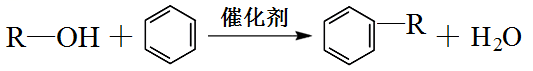 R—OH + 催化剂 —R + H₂O